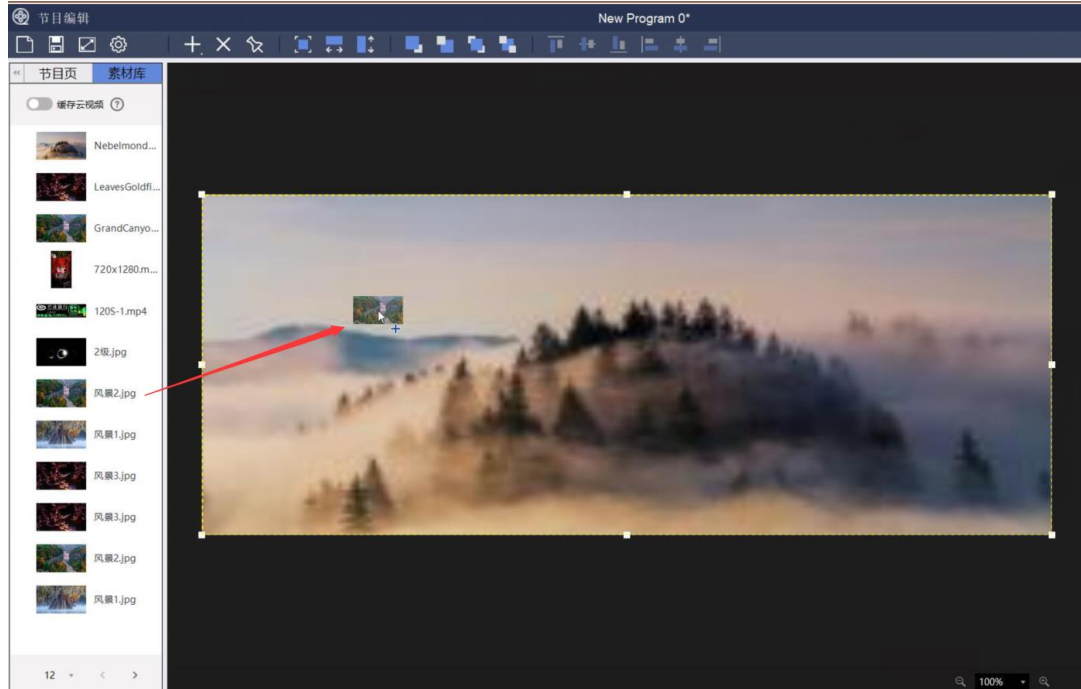 节目编辑
New Program 0*
节目页 素材库
缓存云视频 ?
Nebelmond...
LeavesGoldfi...
GrandCanyo...
720x1280.m...
120S-1.mp4
2级.jpg
风景2.jpg
风景1.jpg
风景3.jpg
风景3.jpg
风景2.jpg
风景1.jpg
12
100%